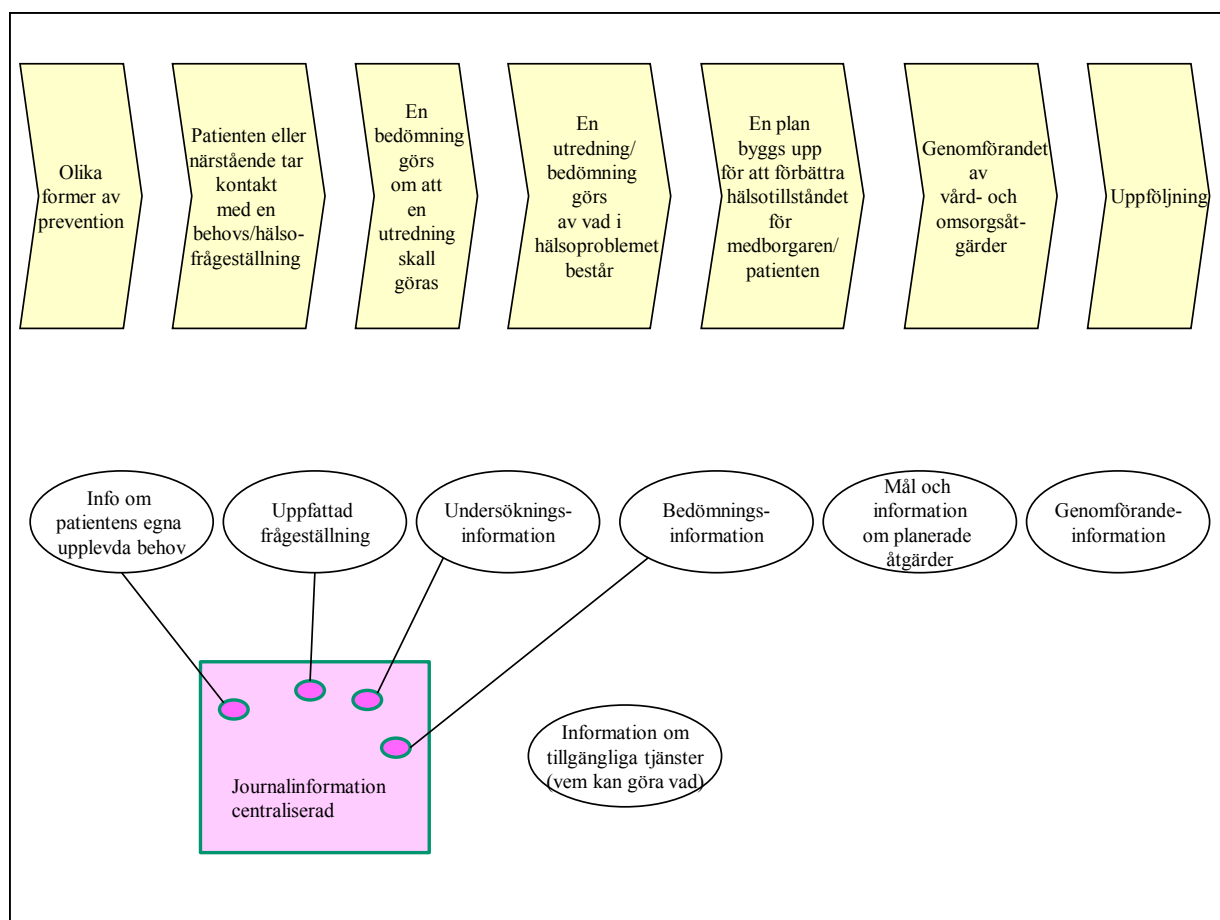 Olika
former av
prevention
Patienten eller
närstående tar
kontakt
med en
behovs/hälso-
frågeställning
En
bedömning
görs
om att
en
utredning
skall
göras
En
utredning/
bedömning
görs
av vad i
hälsoproblemet
består
En plan
byggs upp
för att förbättra
hälsotillståndet
för
medborgaren/
patienten
Genomförandet
av
vård- och
omsorgsåt-
gärder
Uppföljning
Info om
patientens egna
upplevda behov
Uppfattad
frågeställning
Undersöknings-
information
Bedömnings-
information
Mål och
information
om planerade
åtgärder
Genomförande-
information
Journalinformation
centraliserad
Information om
tillgängliga tjänster
(vem kan göra vad)